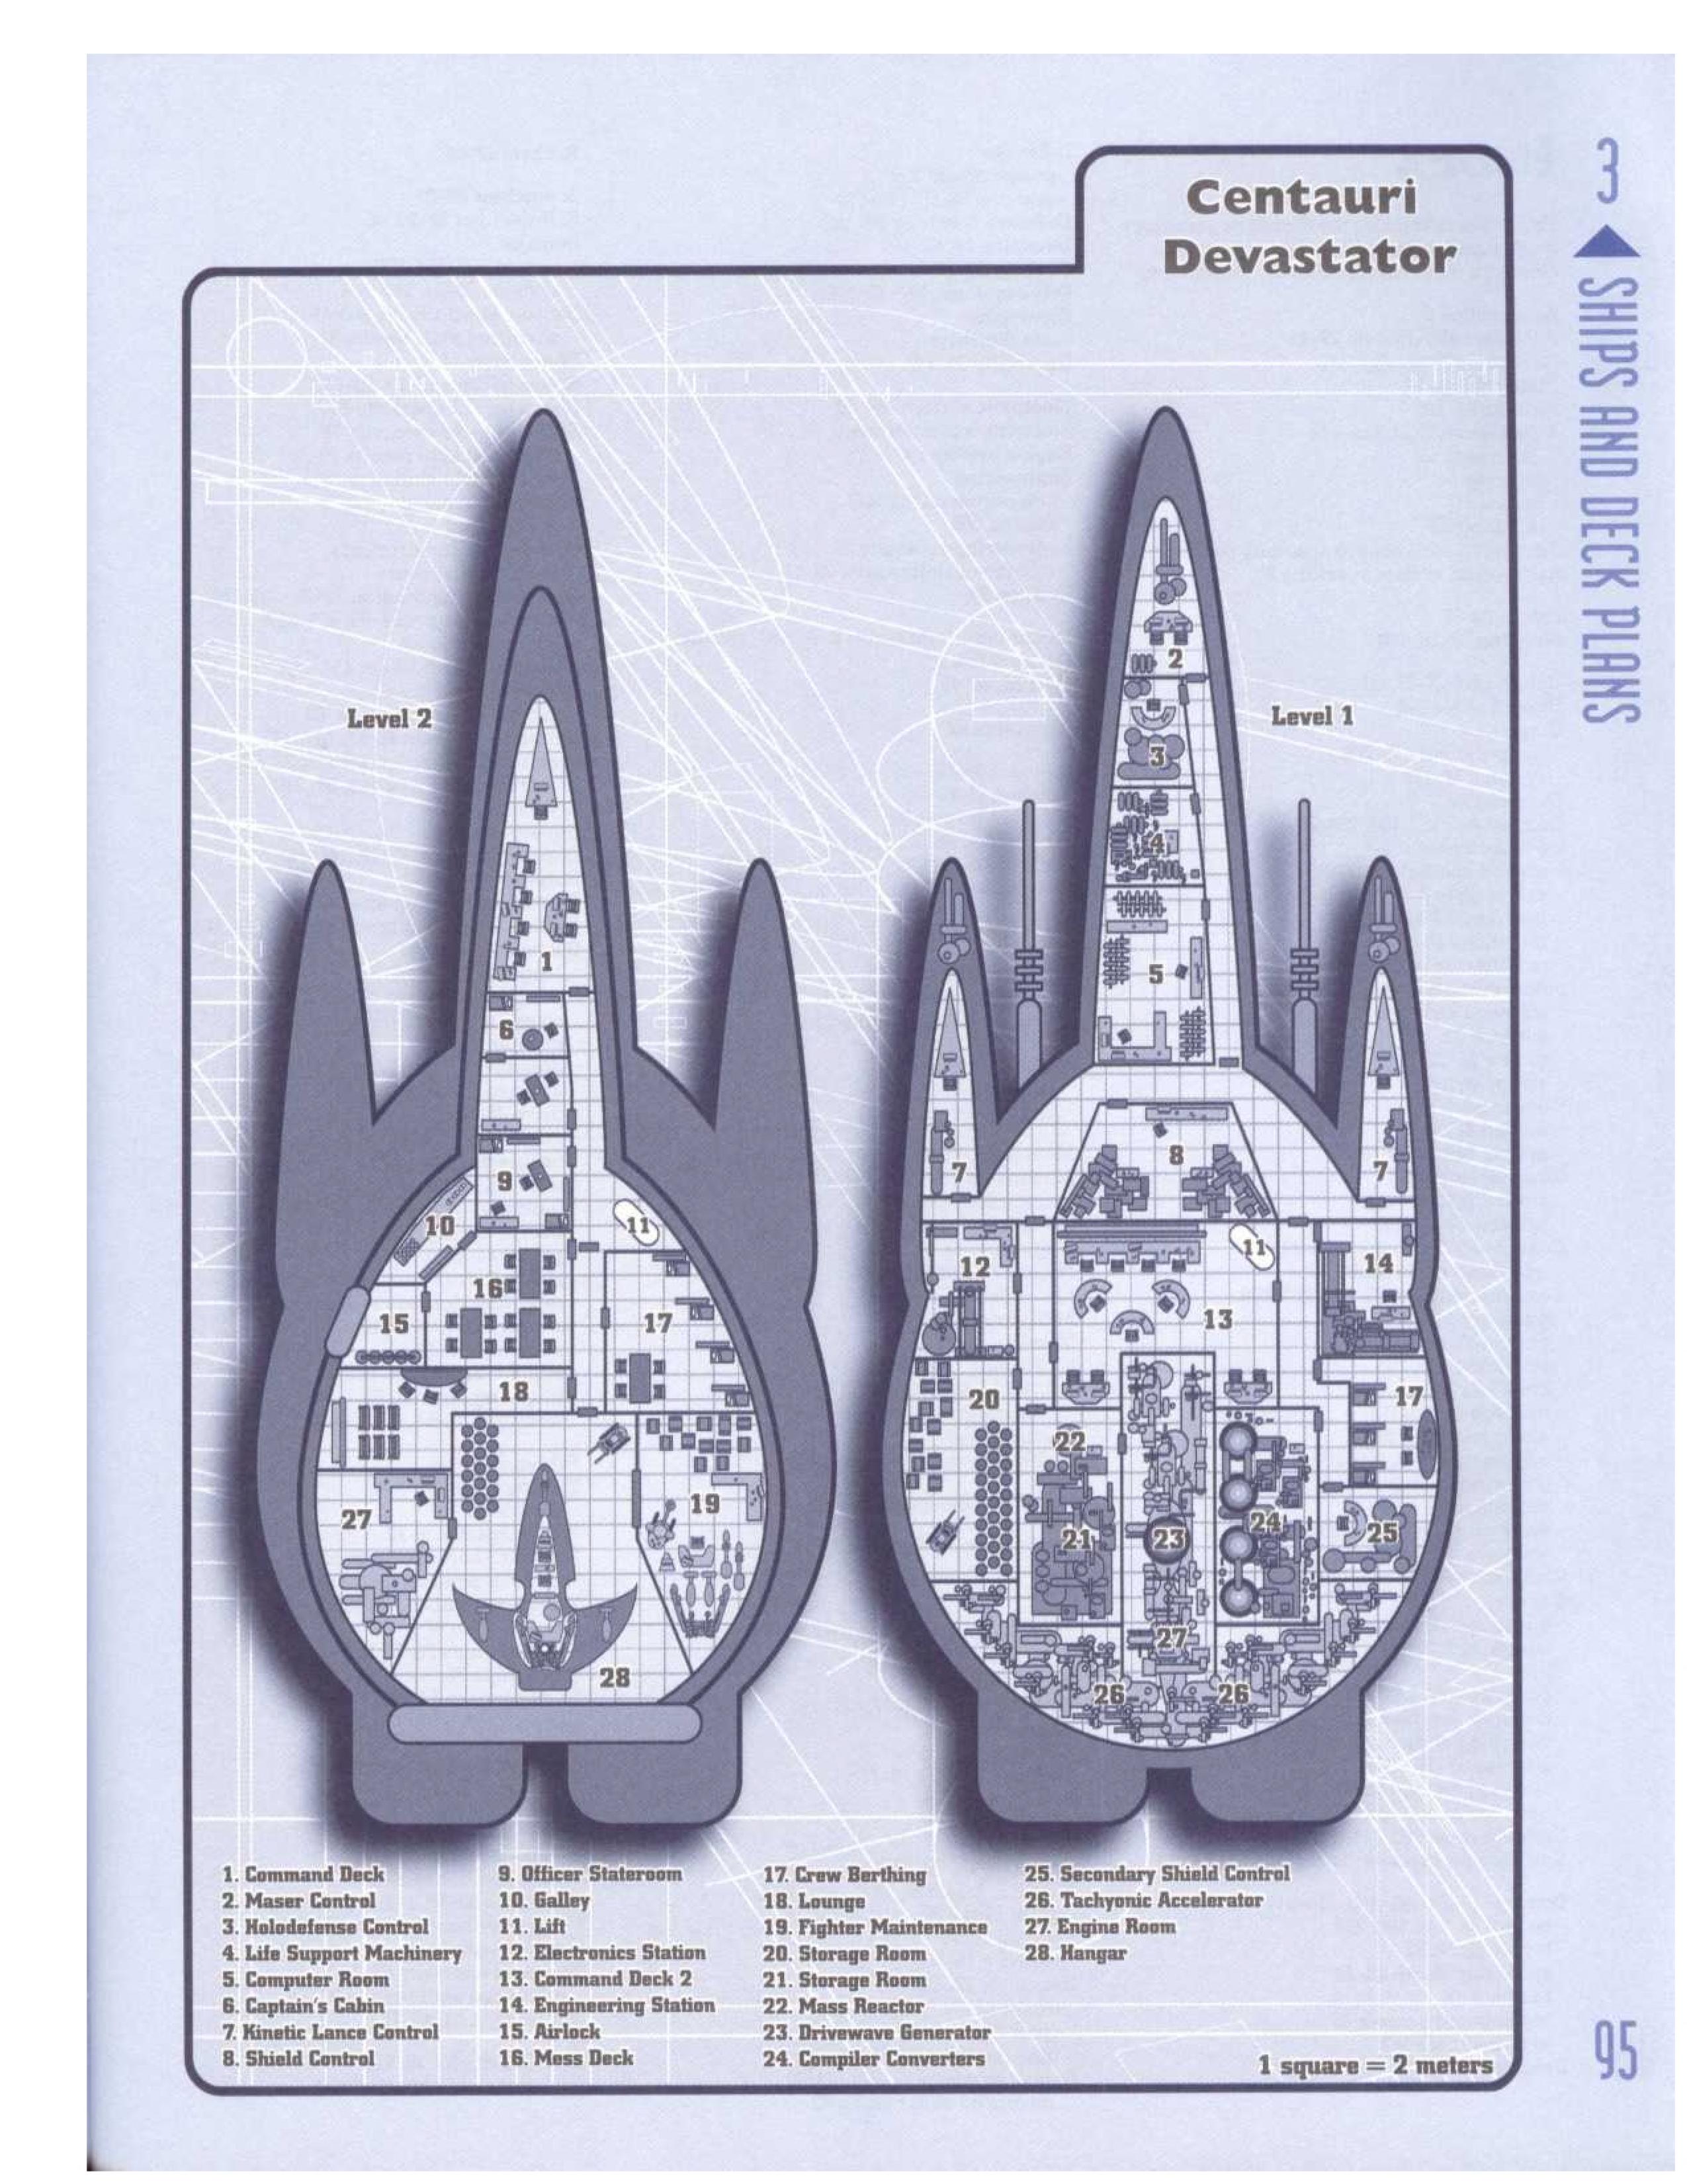 Centauri
Devastator
3 SHIPS AND DECK PLANS
Level 2
Level 1
2
3
4
5
1
6
7
8
7
9
10
11
11
12
14
16
15
17
13
18
20
17
22
19
27
21
23
24
25
27
28
26
26
1. Command Deck
2. Maser Control
3. Holodefense Control
4. Life Support Machinery
5. Computer Room
6. Captain's Cabin
7. Kinetic Lance Control
8. Shield Control
9. Officer Stateroom
10. Galley
11. Lift
12. Electronics Station
13. Command Deck 2
14. Engineering Station
15. Airlock
16. Mess Deck
17. Crew Berthing
18. Lounge
19. Fighter Maintenance
20. Storage Room
21. Storage Room
22. Mass Reactor
23. Drivewave Generator
24. Compiler Converters
25. Secondary Shield Control
26. Tachyonic Accelerator
27. Engine Room
28. Hangar
1 square = 2 meters
95